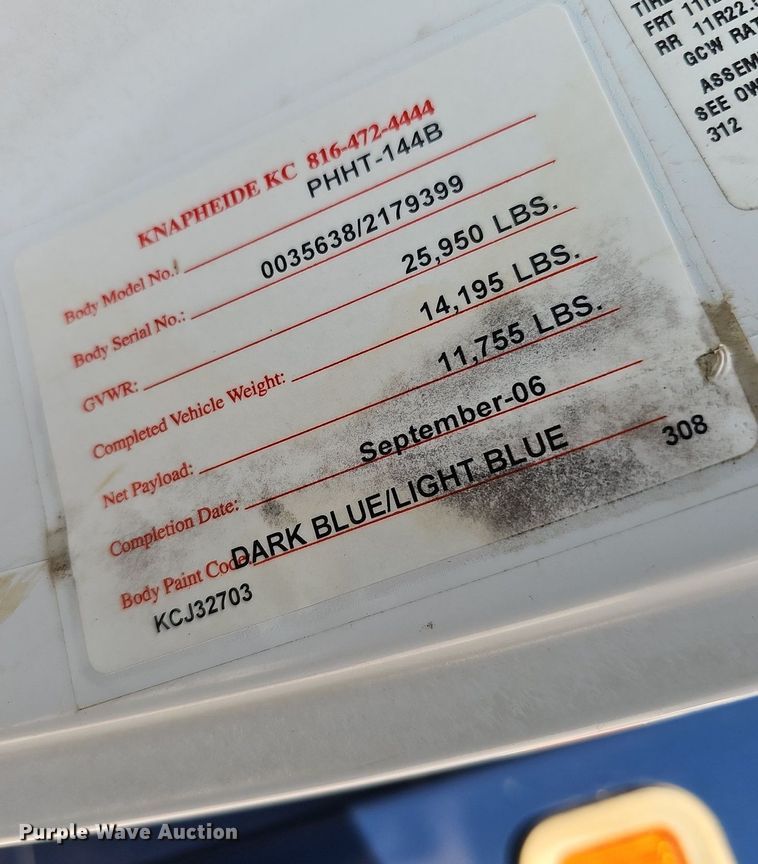 KNAPHEIDE KC 816-472-4444
Body Model No.: PHHT-144B
Body Serial No.: 0035638/2179399
GVWR: 25,950 LBS.
Completed Vehicle Weight: 14,195 LBS.
Net Payload: 11,755 LBS.
Completion Date: September-06
Body Paint Code DARK BLUE/LIGHT BLUE
KCJ32703
308
FRT
RR 11R22.
GCW
SEE
312
Purple Wave Auction